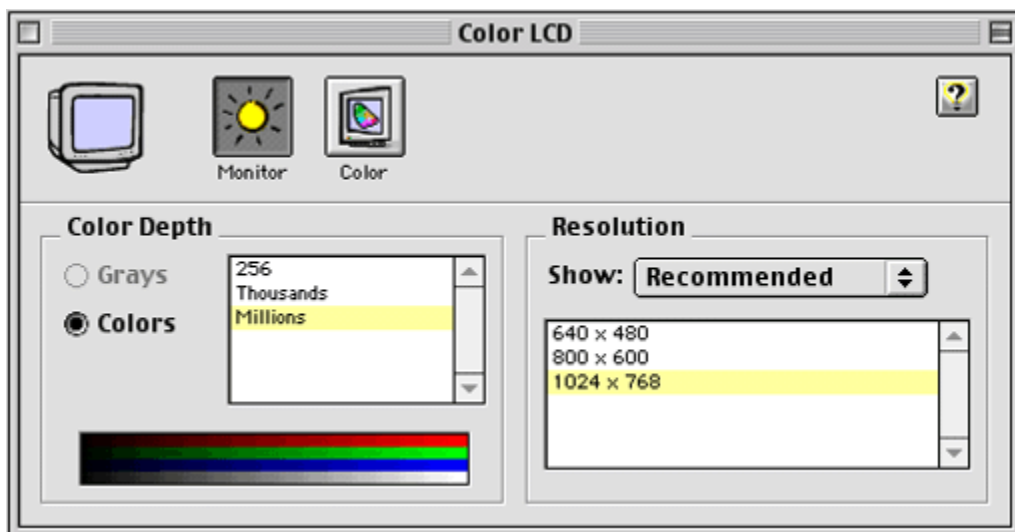 Color LCD
?
Monitor Color
Color Depth
Grays
Colors
256
Thousands
Millions
Resolution
Show: Recommended
640 × 480
800 × 600
1024 × 768